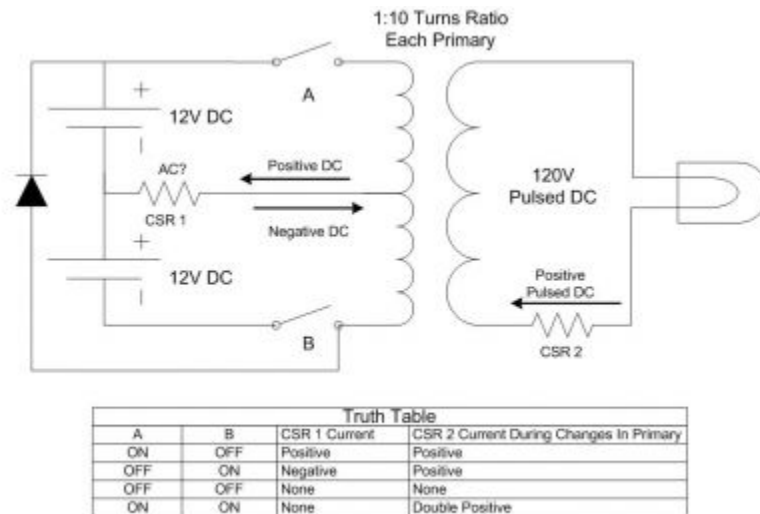 1:10 Turns Ratio
Each Primary
A
+
12V DC
AC?
Positive DC
CSR 1
Negative DC
120V
Pulsed DC
+
12V DC
Positive
Pulsed DC
B
CSR 2
Truth Table
A B CSR 1 Current CSR 2 Current During Changes In Primary
ON OFF Positive Positive
OFF ON Negative Positive
OFF OFF None None
ON ON None Double Positive